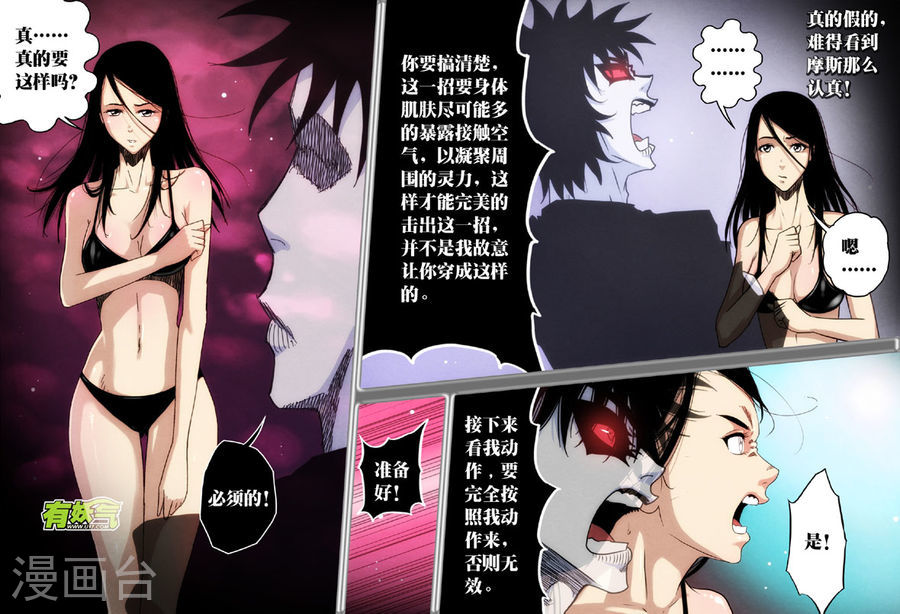 真……
真的要
这样吗？
必须的！
你要搞清楚，
这一招要身体
肌肤尽可能多
的暴露接触空
气，以凝聚周
围的灵力，这
样才能完美的
击出这一招，
并不是我故意
让你穿成这样
的。
……
……
真的假的，
难得看到
摩斯那么
认真！
嗯
……
准备
好！
接下来
看我动
作，要
完全按
照我动
作来，
否则无
效。
是！
有妖气
WWW.U17.COM
漫画台